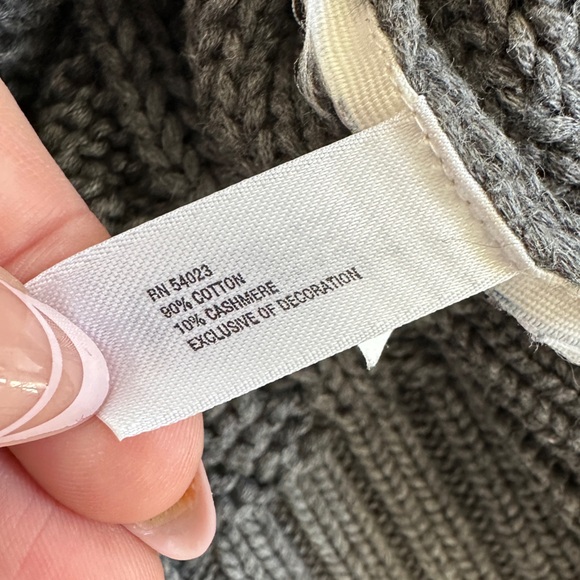 RN 54023
90% COTTON
10% CASHMERE
EXCLUSIVE OF DECORATION